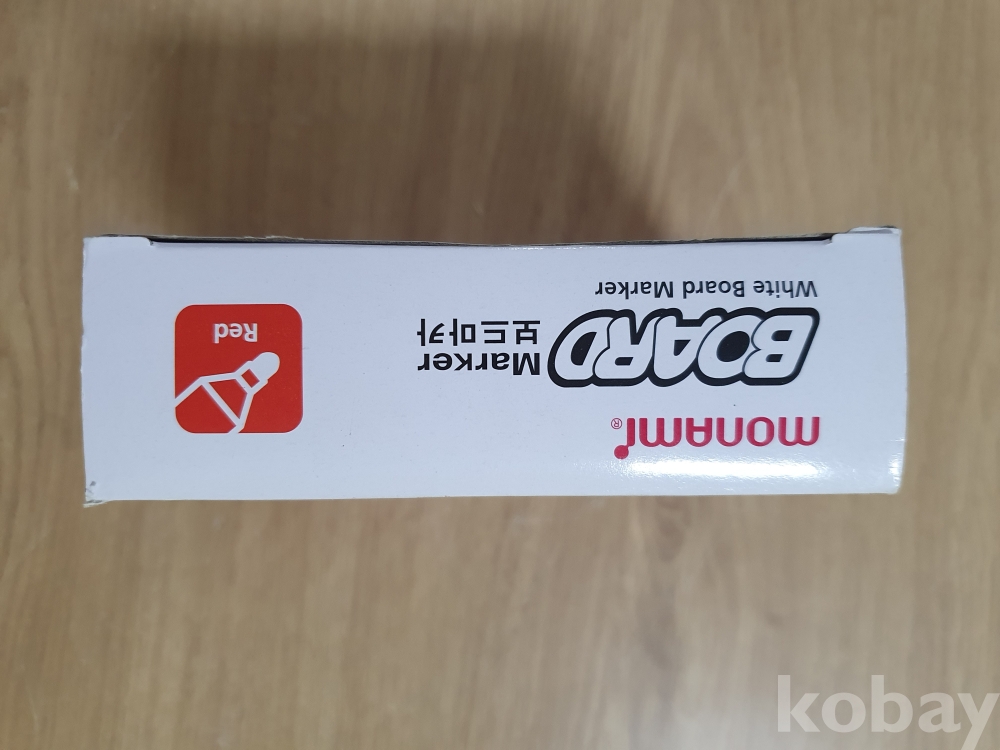 monami®
BOARD Marker
보드마카
White Board Marker
Red
kobay